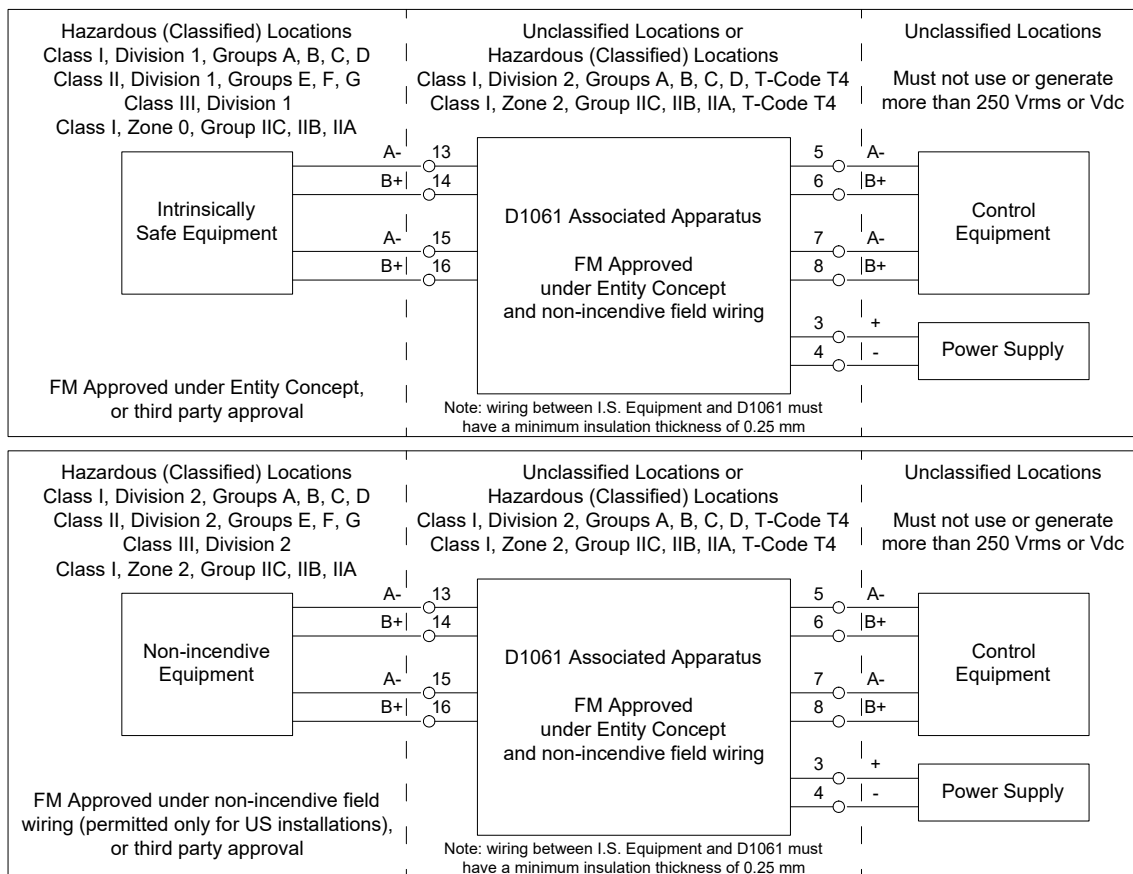 Hazardous (Classified) Locations
Class I, Division 1, Groups A, B, C, D
Class II, Division 1, Groups E, F, G
Class III, Division 1
Class I, Zone 0, Group IIC, IIB, IIA
Unclassified Locations or
Hazardous (Classified) Locations
Class I, Division 2, Groups A, B, C, D, T-Code T4
Class I, Zone 2, Group IIC, IIB, IIA, T-Code T4
Unclassified Locations
Must not use or generate
more than 250 Vrms or Vdc
Intrinsically
Safe Equipment
A- 13
B+ 14
A- 15
B+ 16
D1061 Associated Apparatus
FM Approved
under Entity Concept
and non-incendive field wiring
5 A-
6 B+
7 A-
8 B+
3 +
4 -
Control
Equipment
Power Supply
FM Approved under Entity Concept,
or third party approval
Note: wiring between I.S. Equipment and D1061 must
have a minimum insulation thickness of 0.25 mm
Hazardous (Classified) Locations
Class I, Division 2, Groups A, B, C, D
Class II, Division 2, Groups E, F, G
Class III, Division 2
Class I, Zone 2, Group IIC, IIB, IIA
Unclassified Locations or
Hazardous (Classified) Locations
Class I, Division 2, Groups A, B, C, D, T-Code T4
Class I, Zone 2, Group IIC, IIB, IIA, T-Code T4
Unclassified Locations
Must not use or generate
more than 250 Vrms or Vdc
Non-incendive
Equipment
A- 13
B+ 14
A- 15
B+ 16
D1061 Associated Apparatus
FM Approved
under Entity Concept
and non-incendive field wiring
5 A-
6 B+
7 A-
8 B+
3 +
4 -
Control
Equipment
Power Supply
FM Approved under non-incendive field
wiring (permitted only for US installations),
or third party approval
Note: wiring between I.S. Equipment and D1061 must
have a minimum insulation thickness of 0.25 mm